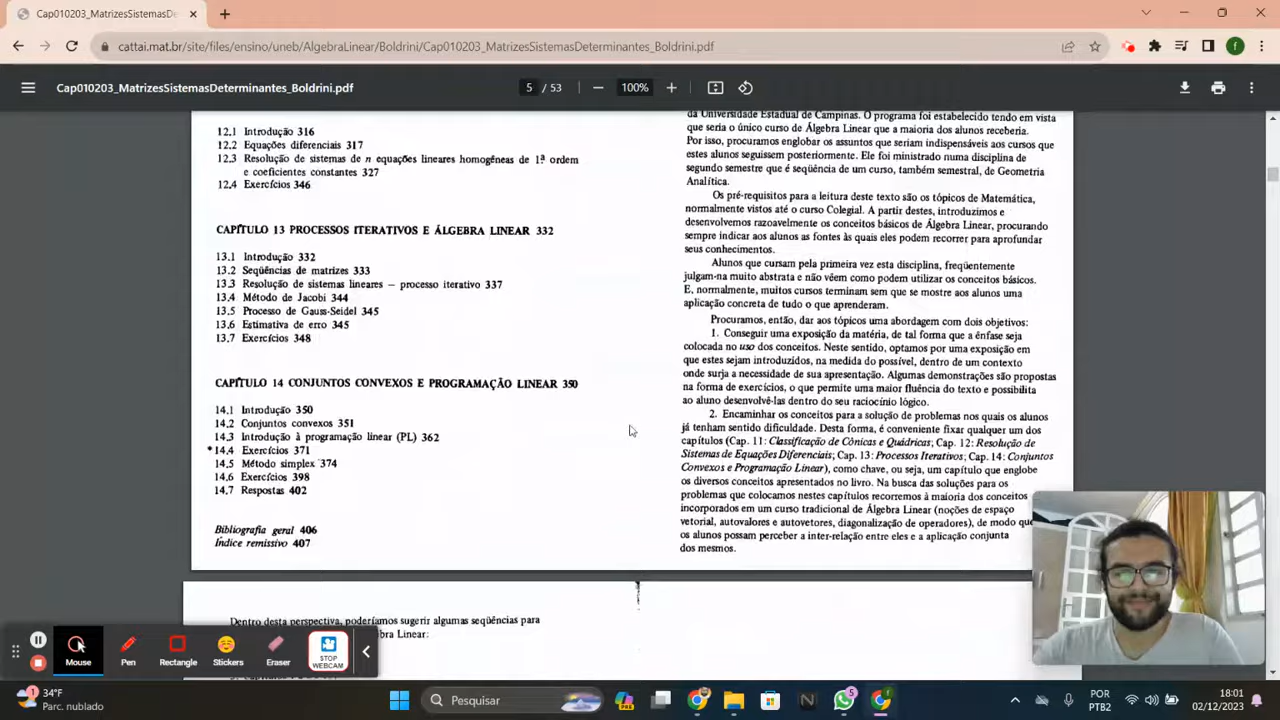 Cap010203_MatrizesSistemasDet
cattai.mat.br/site/files/ensino/uneb/AlgebraLinear/Boldrini/Cap010203_MatrizesSistemasDeterminantes_Boldrini.pdf
f
Cap010203_MatrizesSistemasDeterminantes_Boldrini.pdf
5 / 53
100%
12.1 Introdução 316
12.2 Equações diferenciais 317
12.3 Resolução de sistemas de n equações lineares homogêneas de 1ª ordem
e coeficientes constantes 327
12.4 Exercícios 346
CAPÍTULO 13 PROCESSOS ITERATIVOS E ÁLGEBRA LINEAR 332
13.1 Introdução 332
13.2 Seqüências de matrizes 333
13.3 Resolução de sistemas lineares – processo iterativo 337
13.4 Método de Jacobi 344
13.5 Processo de Gauss-Seidel 345
13.6 Estimativa de erro 345
13.7 Exercícios 348
CAPÍTULO 14 CONJUNTOS CONVEXOS E PROGRAMAÇÃO LINEAR 350
14.1 Introdução 350
14.2 Conjuntos convexos 351
14.3 Introdução à programação linear (PL) 362
*14.4 Exercícios 371
14.5 Método simplex 374
14.6 Exercícios 398
14.7 Respostas 402
Bibliografia geral 406
Índice remissivo 407
da Universidade Estadual de Campinas. O programa foi estabelecido tendo em vista
que seria o único curso de Álgebra Linear que a maioria dos alunos receberia.
Por isso, procuramos englobar os assuntos que seriam indispensáveis aos cursos que
estes alunos seguissem posteriormente. Ele foi ministrado numa disciplina de
segundo semestre que é seqüência de um curso, também semestral, de Geometria
Analítica.
Os pré-requisitos para a leitura deste texto são os tópicos de Matemática,
normalmente vistos até o curso Colegial. A partir destes, introduzimos e
desenvolvemos razoavelmente os conceitos básicos de Álgebra Linear, procurando
sempre indicar aos alunos as fontes às quais eles podem recorrer para aprofundar
seus conhecimentos.
Alunos que cursam pela primeira vez esta disciplina, freqüentemente
julgam-na muito abstrata e não vêem como podem utilizar os conceitos básicos.
E, normalmente, muitos cursos terminam sem que se mostre aos alunos uma
aplicação concreta de tudo o que aprenderam.
Procuramos, então, dar aos tópicos uma abordagem com dois objetivos:
1. Conseguir uma exposição da matéria, de tal forma que a ênfase seja
colocada no uso dos conceitos. Neste sentido, optamos por uma exposição em
que estes sejam introduzidos, na medida do possível, dentro de um contexto
onde surja a necessidade de sua apresentação. Algumas demonstrações são propostas
na forma de exercícios, o que permite uma maior fluência do texto e possibilita
ao aluno desenvolvê-las dentro do seu raciocínio lógico.
2. Encaminhar os conceitos para a solução de problemas nos quais os alunos
já tenham sentido dificuldade. Desta forma, é conveniente fixar qualquer um dos
capítulos (Cap. 11: Classificação de Cônicas e Quádricas; Cap. 12: Resolução de
Sistemas de Equações Diferenciais; Cap. 13: Processos Iterativos; Cap. 14: Conjuntos
Convexos e Programação Linear), como chave, ou seja, um capítulo que englobe
os diversos conceitos apresentados no livro. Na busca das soluções para os
problemas que colocamos nestes capítulos recorremos à maioria dos conceitos
incorporados em um curso tradicional de Álgebra Linear (noções de espaço
vetorial, autovalores e autovetores, diagonalização de operadores), de modo que
os alunos possam perceber a inter-relação entre eles e a aplicação conjunta
dos mesmos.
Dentro desta perspectiva, poderíamos sugerir algumas seqüências para
bra Linear:
Mouse
Pen
Rectangle
Stickers
Eraser
STOP
WEBCAM
34°F
Parc. nublado
Pesquisar
5
POR
PTB2
18:01
02/12/2023